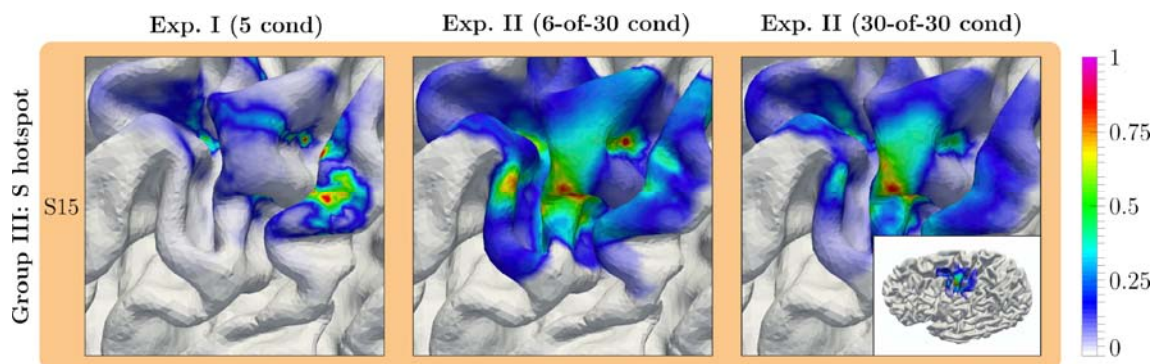 Exp. I (5 cond)
Exp. II (6-of-30 cond)
Exp. II (30-of-30 cond)
Group III: S hotspot
S15
1
0.75
0.5
0.25
0